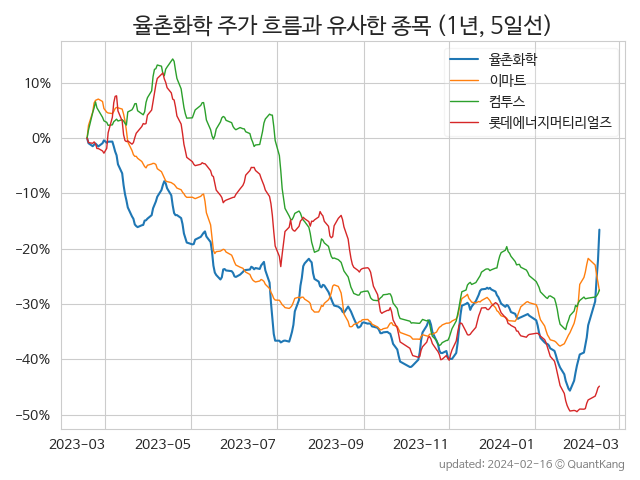 율촌화학 주가 흐름과 유사한 종목 (1년, 5일선)
율촌화학
이마트
컴투스
롯데에너지머티리얼즈
10%
0%
−10%
−20%
−30%
−40%
−50%
2023-03 2023-05 2023-07 2023-09 2023-11 2024-01 2024-03
updated: 2024-02-16 © QuantKang